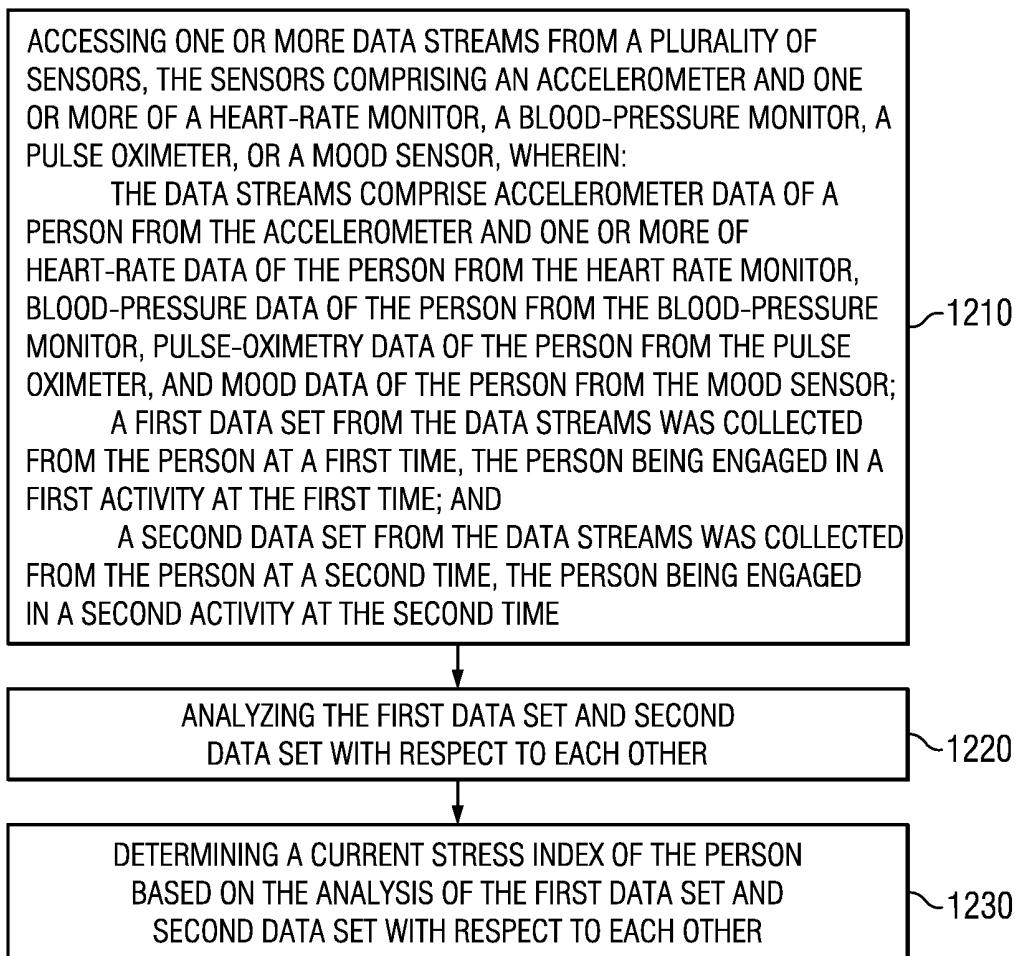 ACCESSING ONE OR MORE DATA STREAMS FROM A PLURALITY OF
SENSORS, THE SENSORS COMPRISING AN ACCELEROMETER AND ONE
OR MORE OF A HEART-RATE MONITOR, A BLOOD-PRESSURE MONITOR, A
PULSE OXIMETER, OR A MOOD SENSOR, WHEREIN:
THE DATA STREAMS COMPRISE ACCELEROMETER DATA OF A
PERSON FROM THE ACCELEROMETER AND ONE OR MORE OF
HEART-RATE DATA OF THE PERSON FROM THE HEART RATE MONITOR,
BLOOD-PRESSURE DATA OF THE PERSON FROM THE BLOOD-PRESSURE
MONITOR, PULSE-OXIMETRY DATA OF THE PERSON FROM THE PULSE
OXIMETER, AND MOOD DATA OF THE PERSON FROM THE MOOD SENSOR;
A FIRST DATA SET FROM THE DATA STREAMS WAS COLLECTED
FROM THE PERSON AT A FIRST TIME, THE PERSON BEING ENGAGED IN A
FIRST ACTIVITY AT THE FIRST TIME; AND
A SECOND DATA SET FROM THE DATA STREAMS WAS COLLECTED
FROM THE PERSON AT A SECOND TIME, THE PERSON BEING ENGAGED
IN A SECOND ACTIVITY AT THE SECOND TIME
1210
ANALYZING THE FIRST DATA SET AND SECOND
DATA SET WITH RESPECT TO EACH OTHER
1220
DETERMINING A CURRENT STRESS INDEX OF THE PERSON
BASED ON THE ANALYSIS OF THE FIRST DATA SET AND
SECOND DATA SET WITH RESPECT TO EACH OTHER
1230